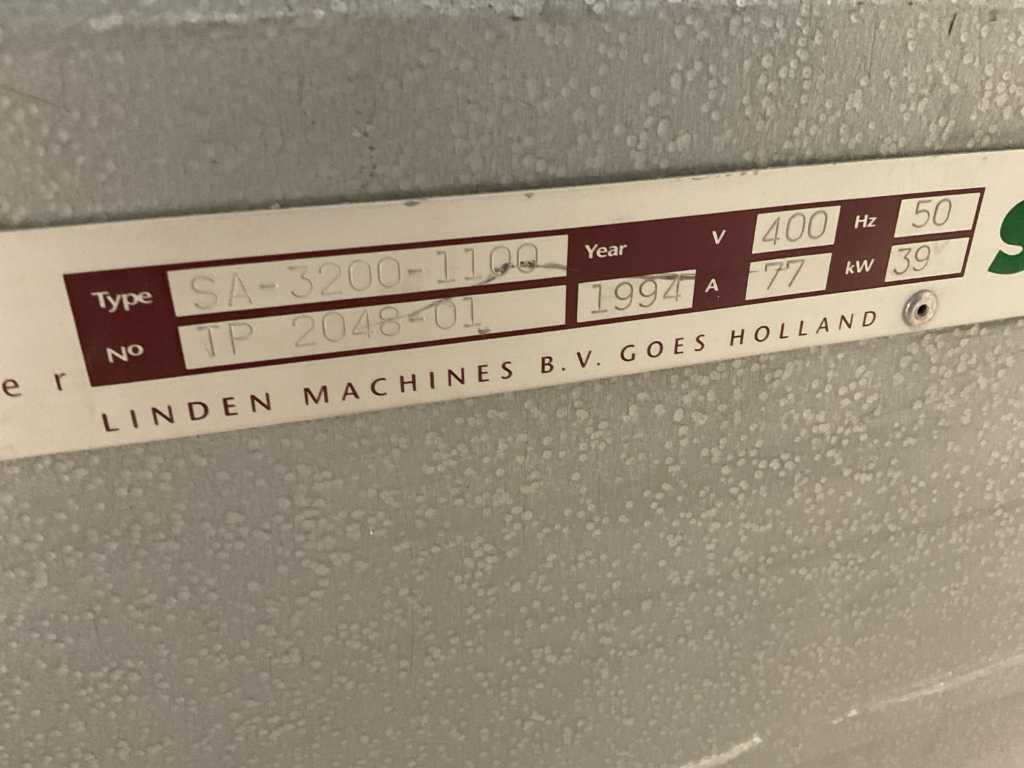 Type SA-3200-1100 Year V 400 Hz 50
No TP 2048-01 1994 A 77 kW 39
er
LINDEN MACHINES B.V. GOES HOLLAND